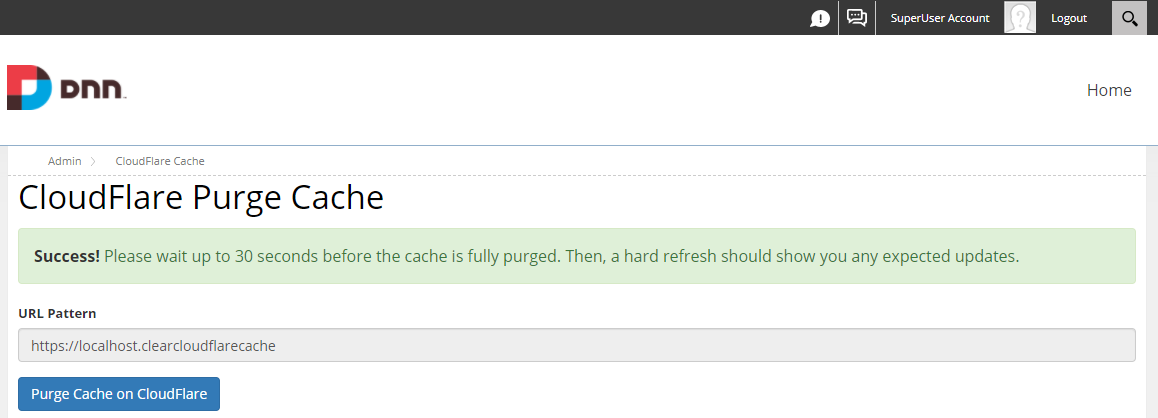 SuperUser Account Logout
DNN
Home
Admin CloudFlare Cache
CloudFlare Purge Cache
Success! Please wait up to 30 seconds before the cache is fully purged. Then, a hard refresh should show you any expected updates.
URL Pattern
https://localhost.clearcloudflarecache
Purge Cache on CloudFlare